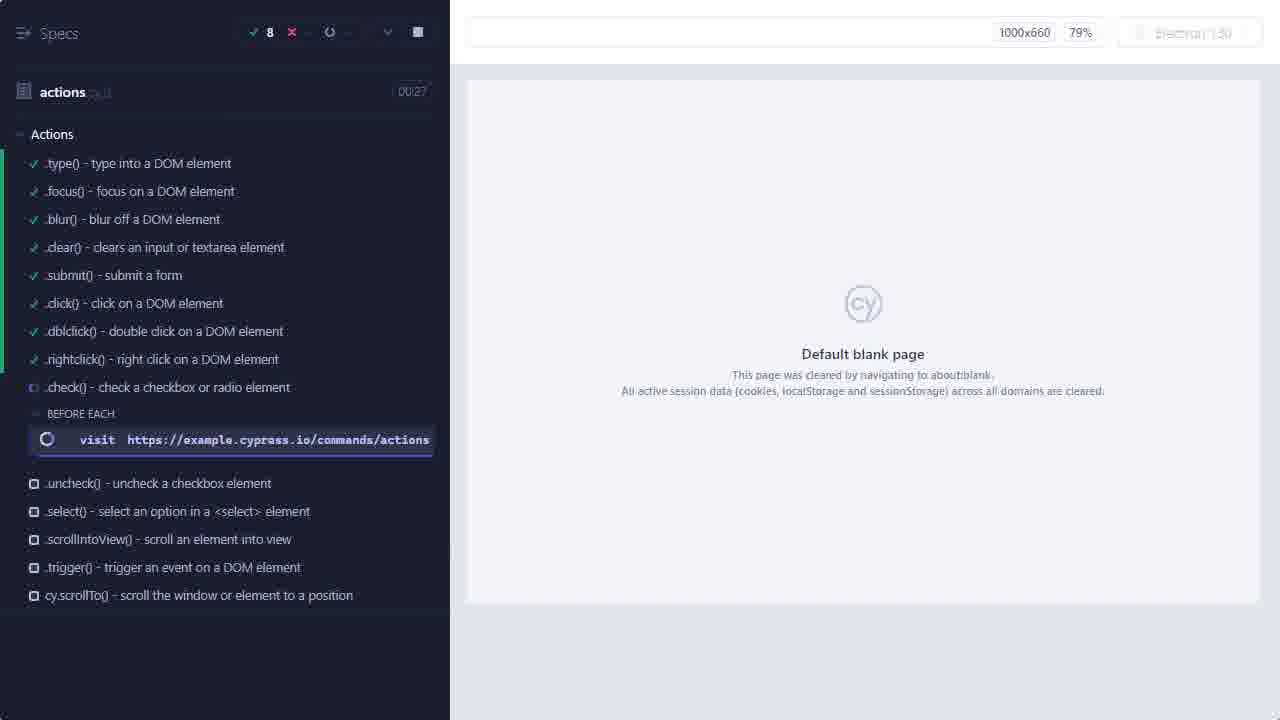 Specs
8
1000x660
79%
actions
00:27
Actions
.type() - type into a DOM element
.focus() - focus on a DOM element
.blur() - blur off a DOM element
.clear() - clears an input or textarea element
.submit() - submit a form
.click() - click on a DOM element
.dblclick() - double click on a DOM element
.rightclick() - right click on a DOM element
.check() - check a checkbox or radio element
BEFORE EACH
visit https://example.cypress.io/commands/actions
.uncheck() - uncheck a checkbox element
.select() - select an option in a <select> element
.scrollIntoView() - scroll an element into view
.trigger() - trigger an event on a DOM element
cy.scrollTo() - scroll the window or element to a position
cy
Default blank page
This page was cleared by navigating to about:blank.
All active session data (cookies, localStorage and sessionStorage) across all domains are cleared.